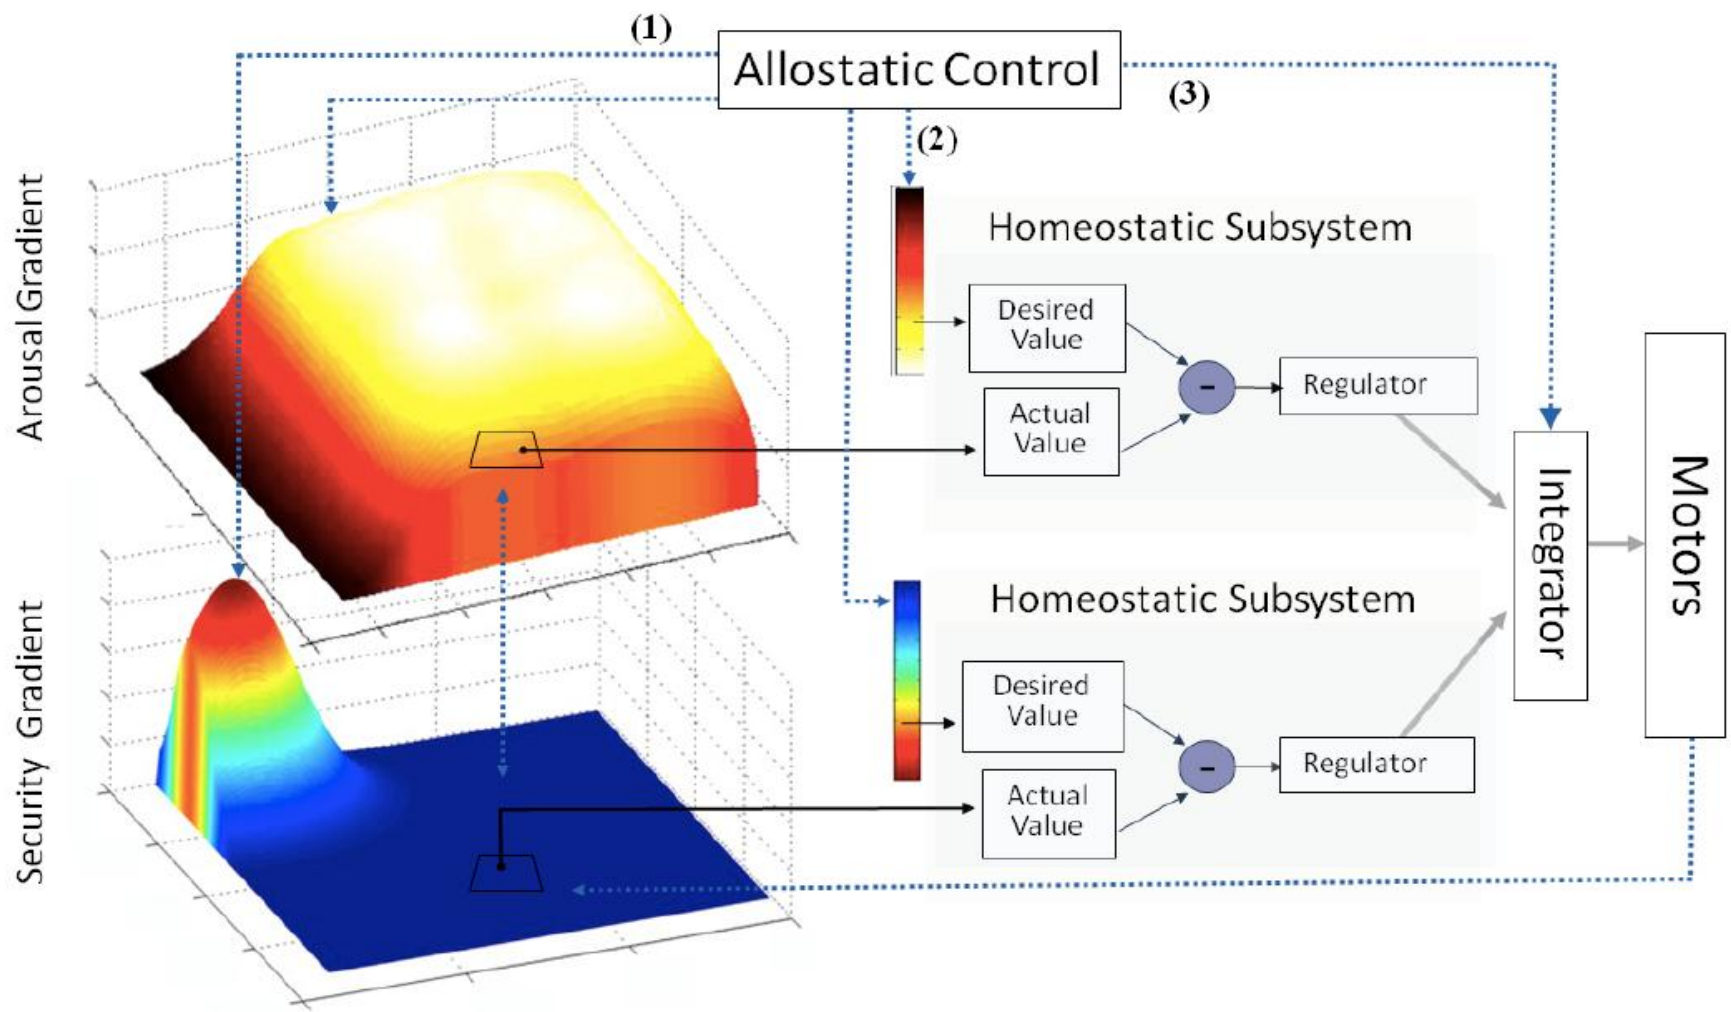 (1)
Allostatic Control
(3)
(2)
Arousal Gradient
Homeostatic Subsystem
Desired
Value
-
Regulator
Actual
Value
Integrator
Motors
Security Gradient
Homeostatic Subsystem
Desired
Value
-
Regulator
Actual
Value